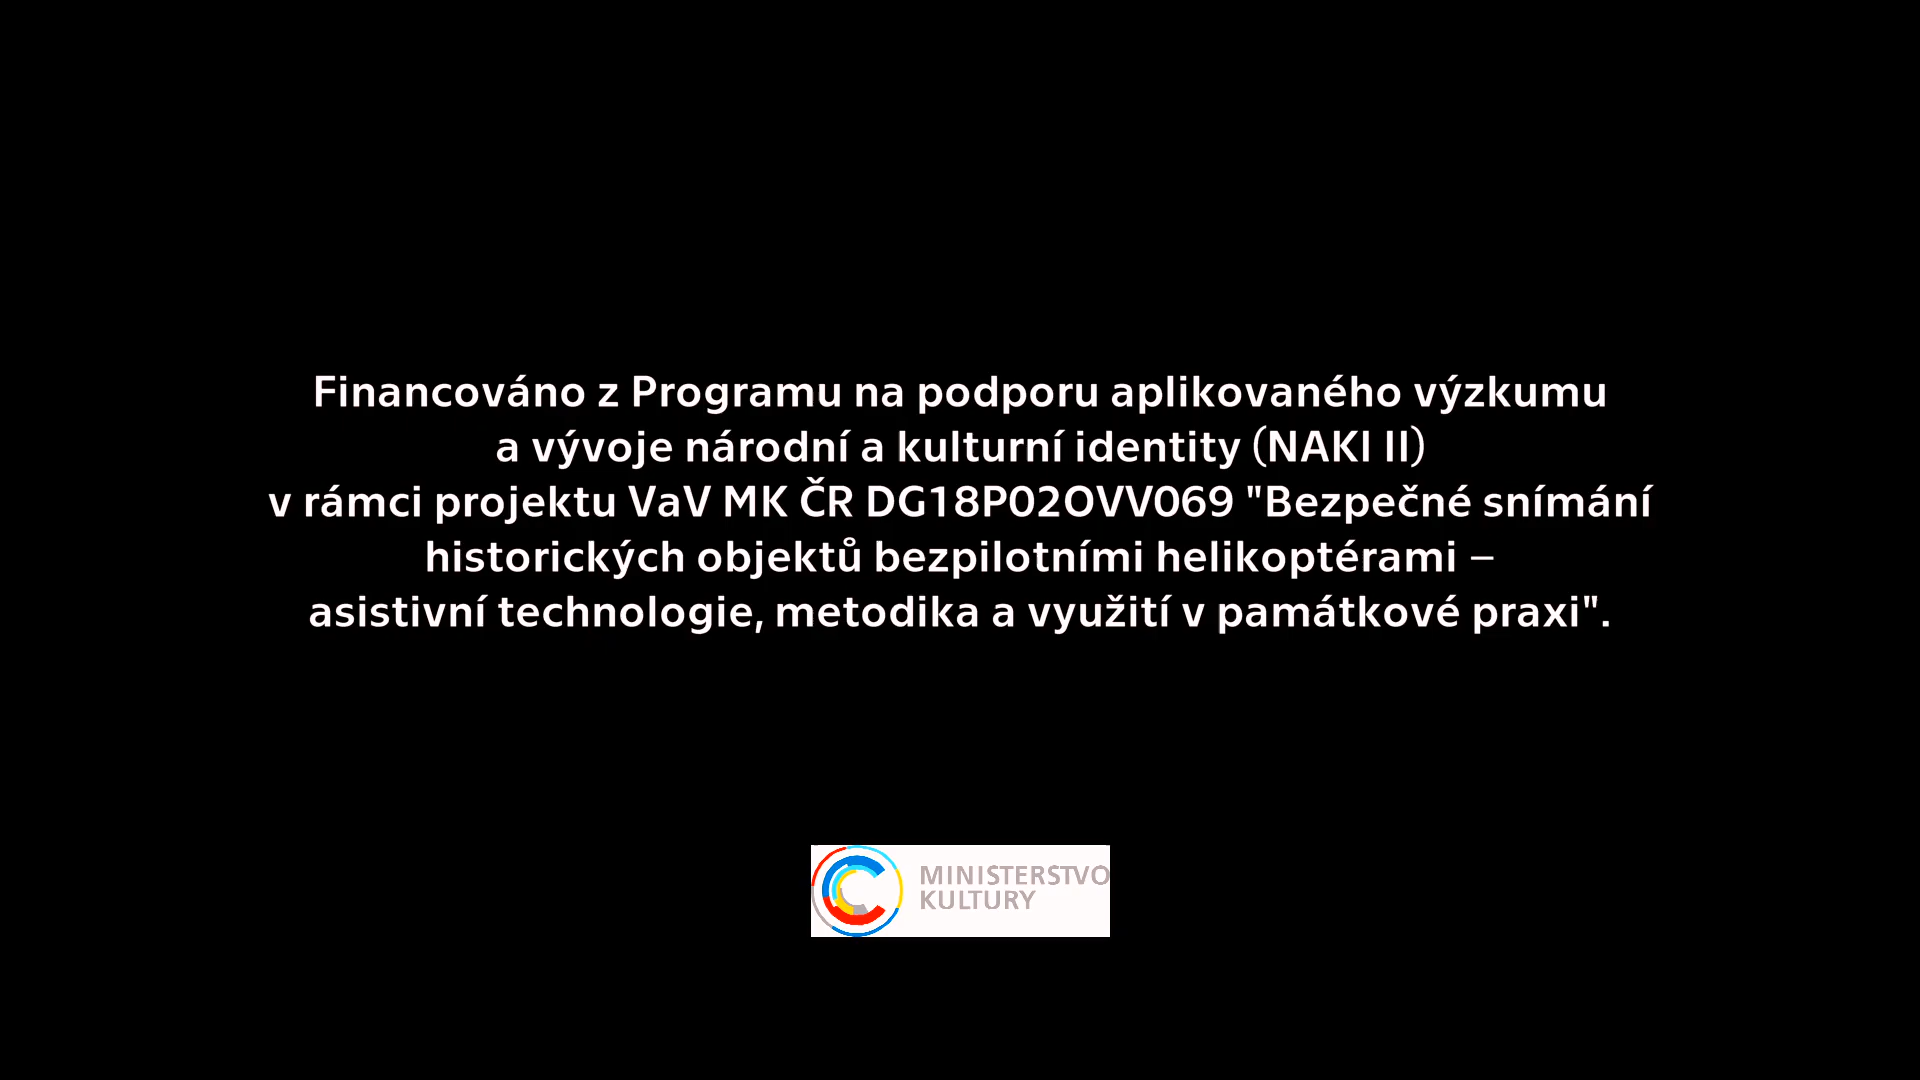 Financováno z Programu na podporu aplikovaného výzkumu
a vývoje národní a kulturní identity (NAKI II)
v rámci projektu VaV MK ČR DG18P02OVV069 "Bezpečné snímání
historických objektů bezpilotními helikoptérami –
asistivní technologie, metodika a využití v památkové praxi".
MINISTERSTVO
KULTURY